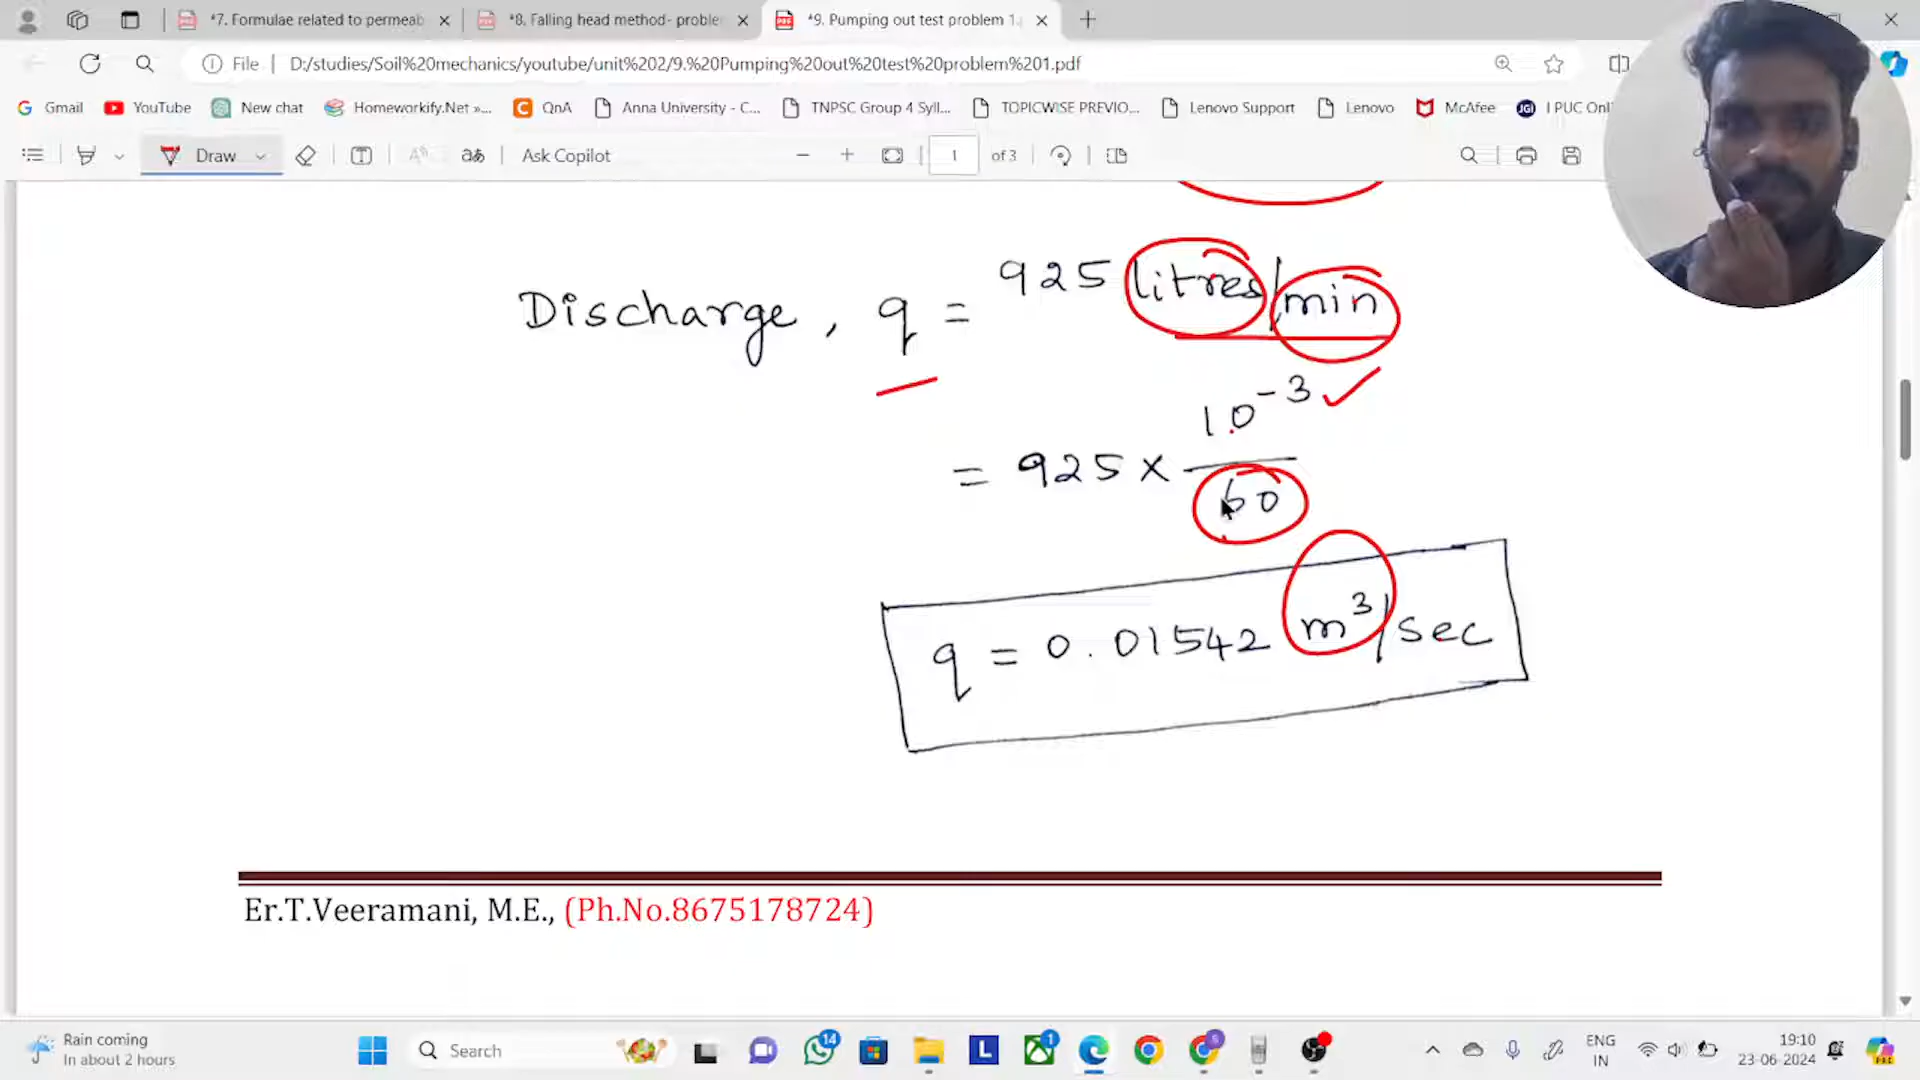 *7. Formulae related to permeab
*8. Falling head method- proble
*9. Pumping out test problem 1.
File
D:/studies/Soil%20mechanics/youtube/unit%202/9.%20Pumping%20out%20test%20problem%201.pdf
Gmail
YouTube
New chat
Homeworkify.Net »...
QnA
Anna University - C...
TNPSC Group 4 Syll...
TOPICWISE PREVIO...
Lenovo Support
Lenovo
McAfee
I PUC Onl
Draw
Ask Copilot
1 of 3
Discharge, q = 925 litres/min
= 925 × 10⁻³/60
q = 0.01542 m³/sec
Er.T.Veeramani, M.E., (Ph.No.8675178724)
Rain coming
In about 2 hours
Search
14
1
ENG
IN
19:10
23-06-2024